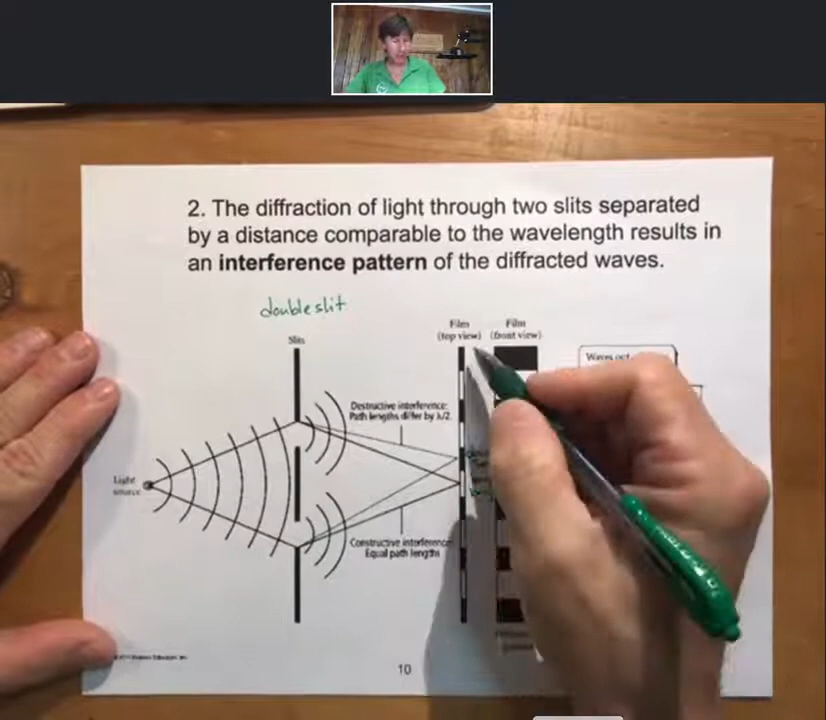 2. The diffraction of light through two slits separated
by a distance comparable to the wavelength results in
an interference pattern of the diffracted waves.
double slit
Slits
Film
(top view)
Film
(front view)
Waves out
Destructive interference:
Path lengths differ by λ/2.
Light
source
Constructive interference:
Equal path lengths
10